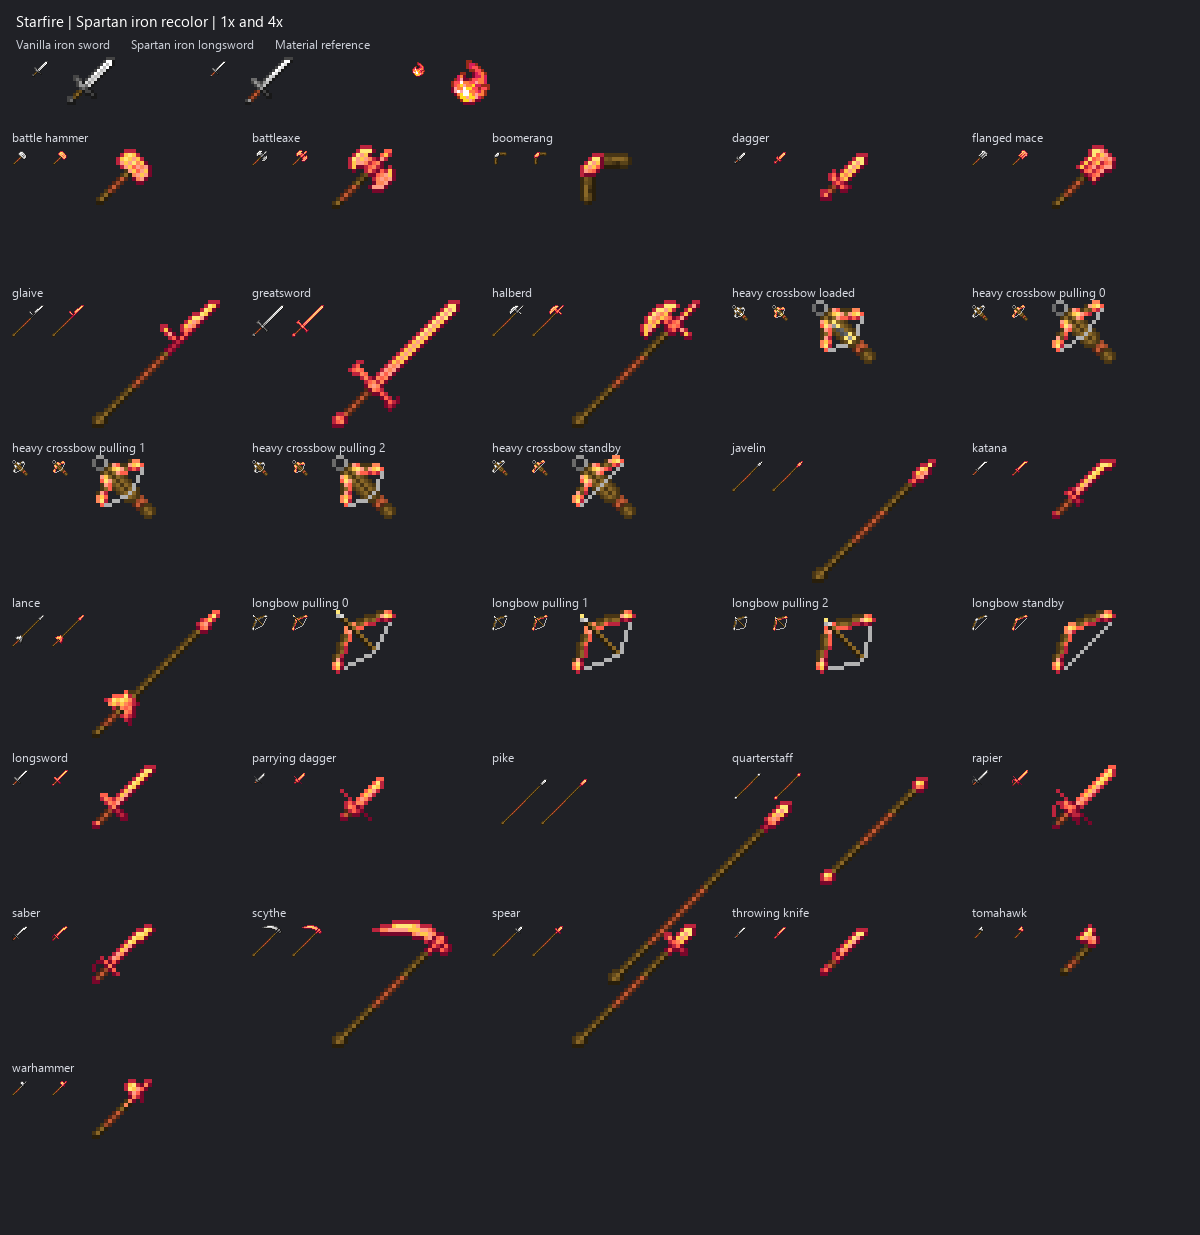 Starfire | Spartan iron recolor | 1x and 4x
Vanilla iron sword Spartan iron longsword Material reference
battle hammer battleaxe boomerang dagger flanged mace
glaive greatsword halberd heavy crossbow loaded heavy crossbow pulling 0
heavy crossbow pulling 1 heavy crossbow pulling 2 heavy crossbow standby javelin katana
lance longbow pulling 0 longbow pulling 1 longbow pulling 2 longbow standby
longsword parrying dagger pike quarterstaff rapier
saber scythe spear throwing knife tomahawk
warhammer